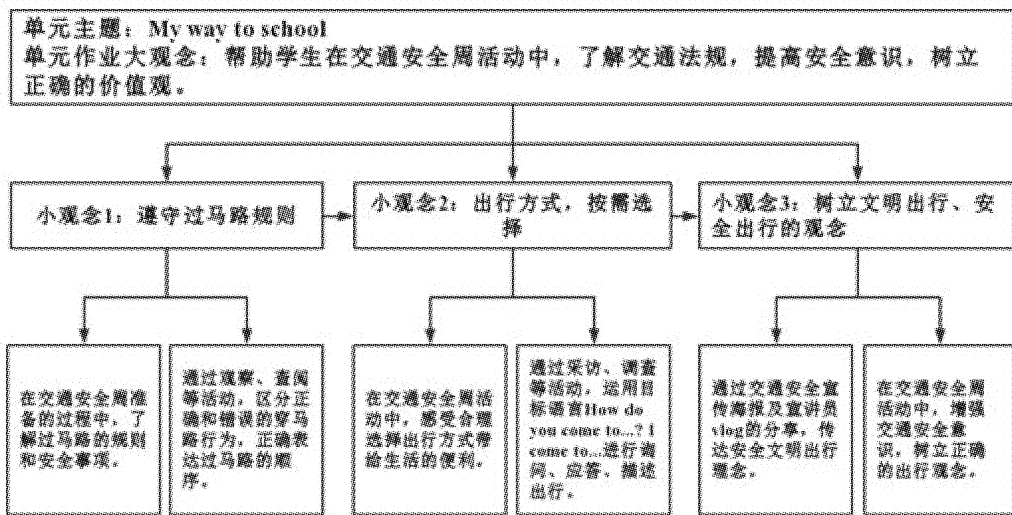 单元主题：My way to school
单元作业大观念：帮助学生在交通安全周活动中，了解交通法规，提高安全意识，树立
正确的价值观。
小观念1：遵守过马路规则
小观念2：出行方式，按需选
择
小观念3：树立文明出行、安
全出行的观念
在交通安全周准
备的过程中，了
解过马路的规则
和安全事项。
通过观察、查阅
等活动，区分正
确和错误的穿马
路行为，正确表
达过马路的顺
序。
在交通安全周活
动中，感受合理
选择出行方式带
给生活的便利。
通过采访、调查
等活动，运用目
标语言How do
you come to...? I
come to...进行询
问、应答、描述
出行。
通过交通安全宣
传海报及宣讲员
vlog的分享，传
达安全文明出行
理念。
在交通安全周
活动中，增强
交通安全意
识，树立正确
的出行观念。